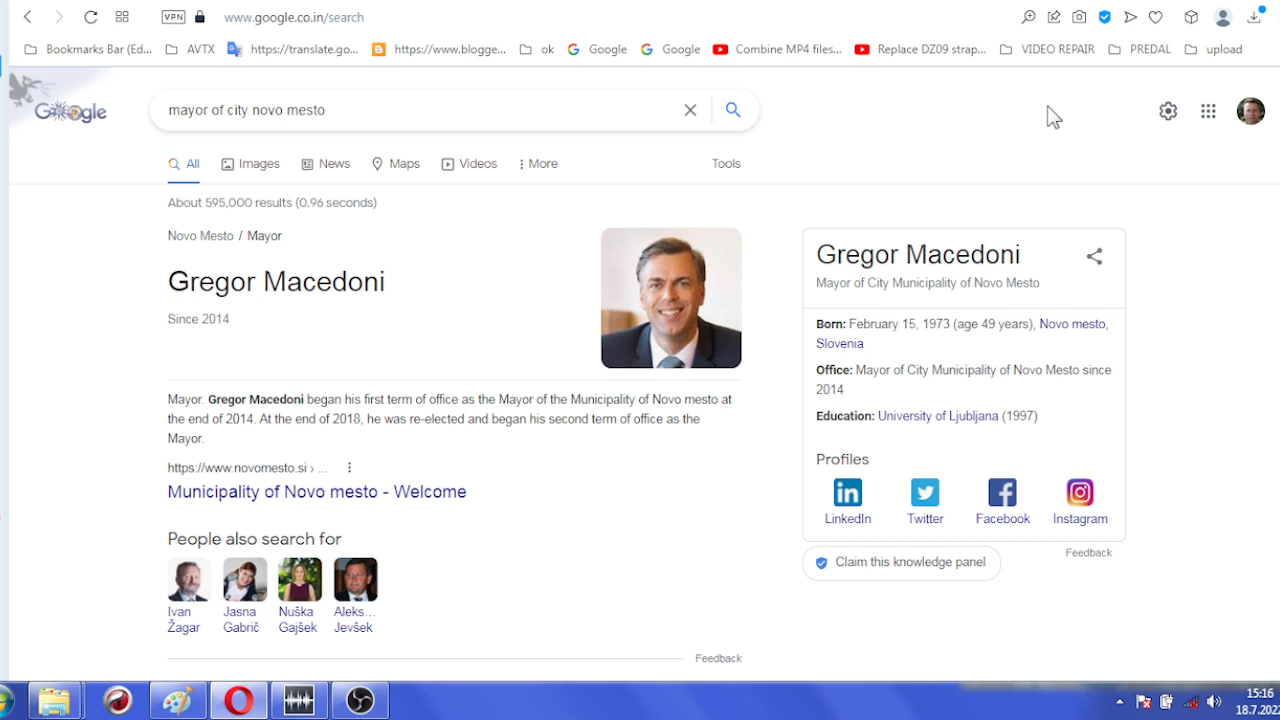 VPN www.google.co.in/search
Bookmarks Bar (Ed... AVTX https://translate.go... https://www.blogge... ok Google Google Combine MP4 files... Replace DZ09 strap... VIDEO REPAIR PREDAL upload
Google
mayor of city novo mesto
All Images News Maps Videos More Tools
About 595,000 results (0.96 seconds)
Novo Mesto / Mayor
Gregor Macedoni
Since 2014
Mayor. Gregor Macedoni began his first term of office as the Mayor of the Municipality of Novo mesto at
the end of 2014. At the end of 2018, he was re-elected and began his second term of office as the
Mayor.
https://www.novomesto.si › ...
Municipality of Novo mesto - Welcome
People also search for
Ivan
Žagar
Jasna
Gabrič
Nuška
Gajšek
Aleks...
Jevšek
Feedback
Gregor Macedoni
Mayor of City Municipality of Novo Mesto
Born: February 15, 1973 (age 49 years), Novo mesto,
Slovenia
Office: Mayor of City Municipality of Novo Mesto since
2014
Education: University of Ljubljana (1997)
Profiles
LinkedIn Twitter Facebook Instagram
Feedback
Claim this knowledge panel
15:16
18.7.202